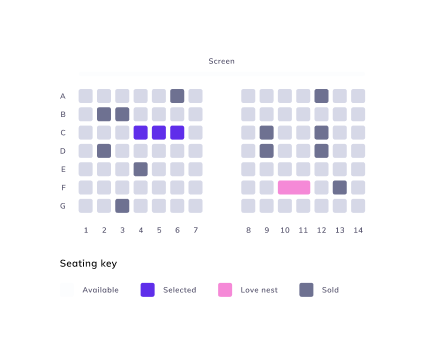 Screen
A
B
C
D
E
F
G
1 2 3 4 5 6 7 8 9 10 11 12 13 14
Seating key
Available Selected Love nest Sold